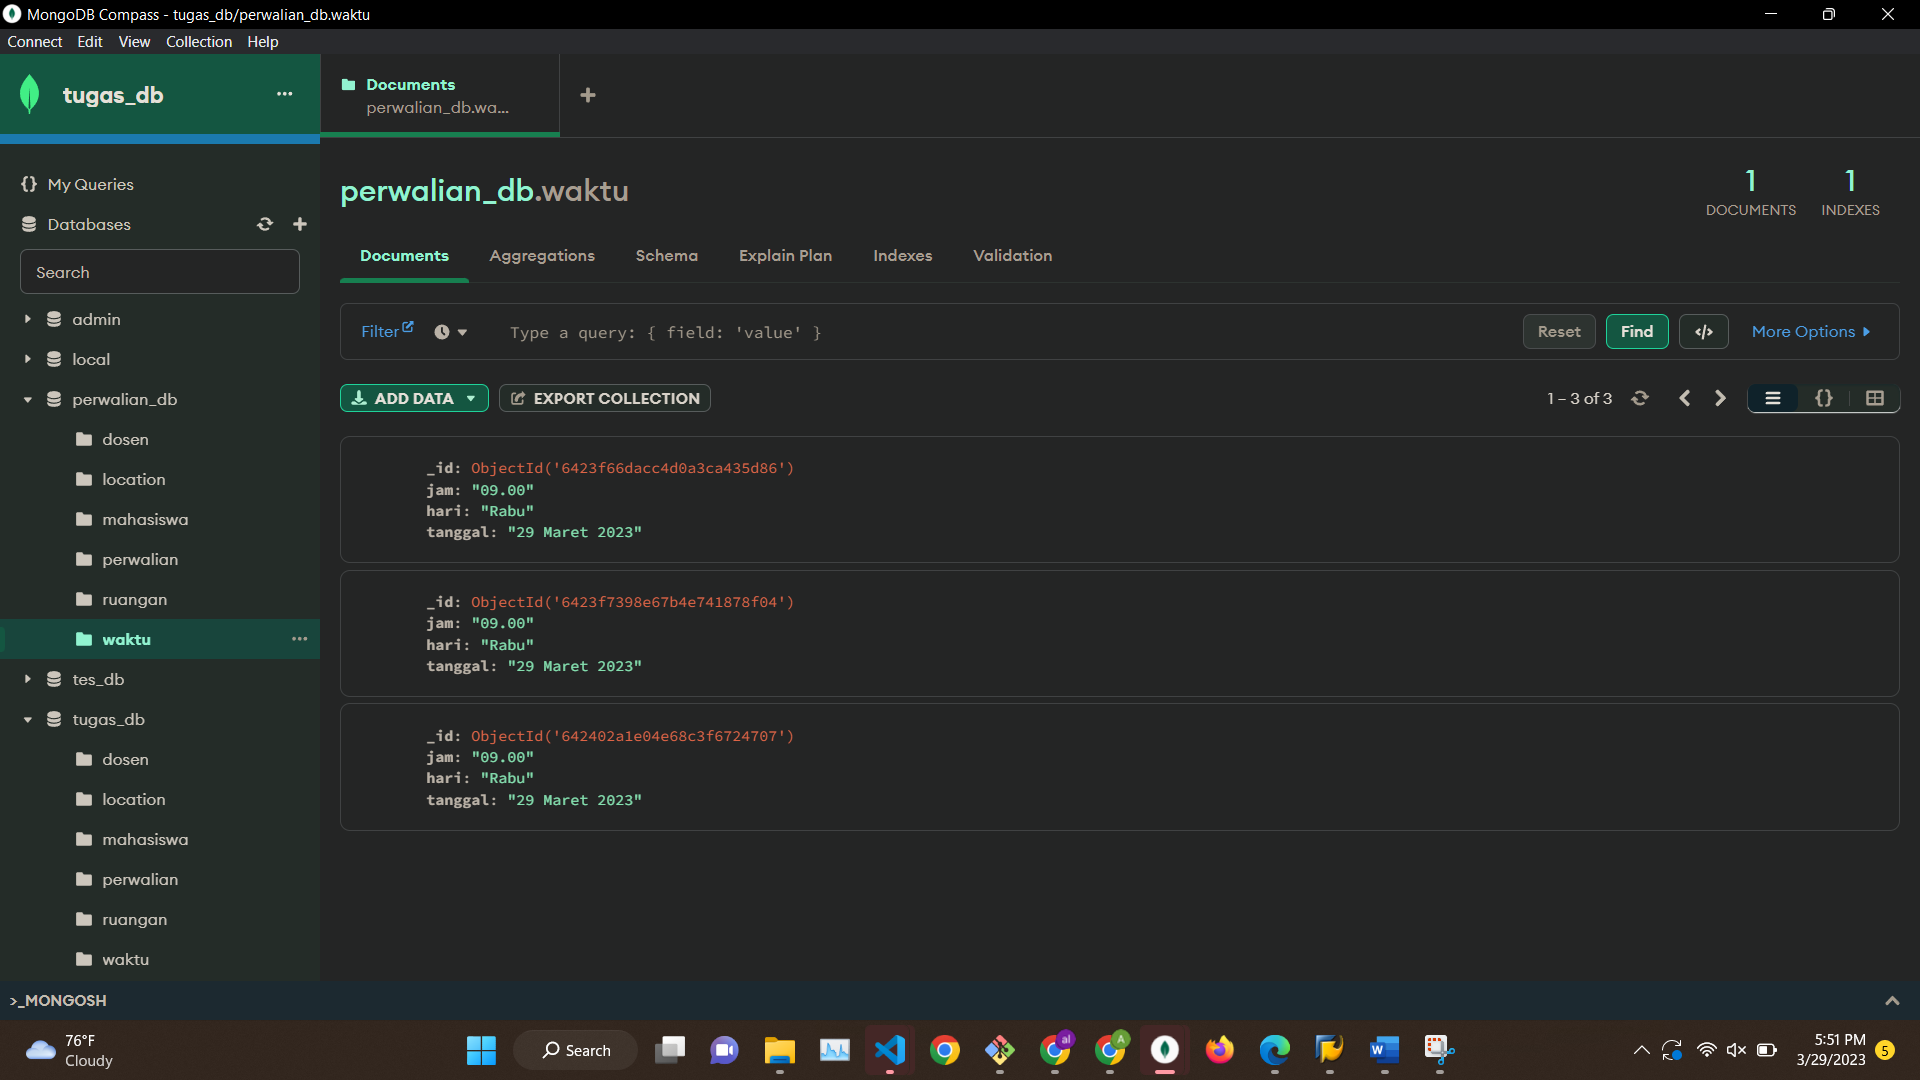 MongoDB Compass - tugas_db/perwalian_db.waktu
Connect Edit View Collection Help
tugas_db ...
Documents
perwalian_db.wa...
+
{} My Queries
Databases
Search
admin
local
perwalian_db
dosen
location
mahasiswa
perwalian
ruangan
waktu ...
tes_db
tugas_db
dosen
location
mahasiswa
perwalian
ruangan
waktu
perwalian_db.waktu
1 DOCUMENTS
1 INDEXES
Documents Aggregations Schema Explain Plan Indexes Validation
Filter Type a query: { field: 'value' } Reset Find </> More Options
ADD DATA EXPORT COLLECTION 1 – 3 of 3 {}
_id: ObjectId('6423f66dacc4d0a3ca435d86')
jam: "09.00"
hari: "Rabu"
tanggal: "29 Maret 2023"
_id: ObjectId('6423f7398e67b4e741878f04')
jam: "09.00"
hari: "Rabu"
tanggal: "29 Maret 2023"
_id: ObjectId('642402a1e04e68c3f6724707')
jam: "09.00"
hari: "Rabu"
tanggal: "29 Maret 2023"
>_MONGOSH
76°F
Cloudy
Search
al
A
W
5:51 PM
3/29/2023
5